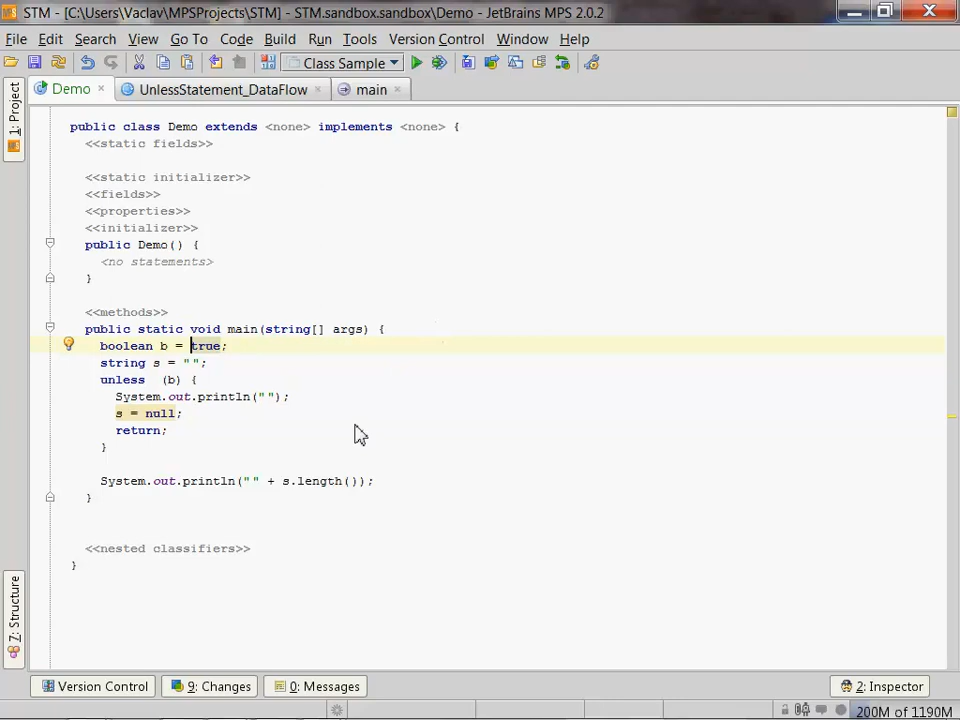 STM - [C:\Users\Vaclav\MPSProjects\STM] - STM.sandbox.sandbox\Demo - JetBrains MPS 2.0.2
File Edit Search View Go To Code Build Run Tools Version Control Window Help
Class Sample
Demo UnlessStatement_DataFlow main
1: Project
public class Demo extends <none> implements <none> {
<<static fields>>
<<static initializer>>
<<fields>>
<<properties>>
<<initializer>>
public Demo() {
<no statements>
}
<<methods>>
public static void main(string[] args) {
boolean b = true;
string s = "";
unless (b) {
System.out.println("");
s = null;
return;
}
System.out.println("" + s.length());
}
<<nested classifiers>>
}
7: Structure
Version Control 9: Changes 0: Messages 2: Inspector
200M of 1190M